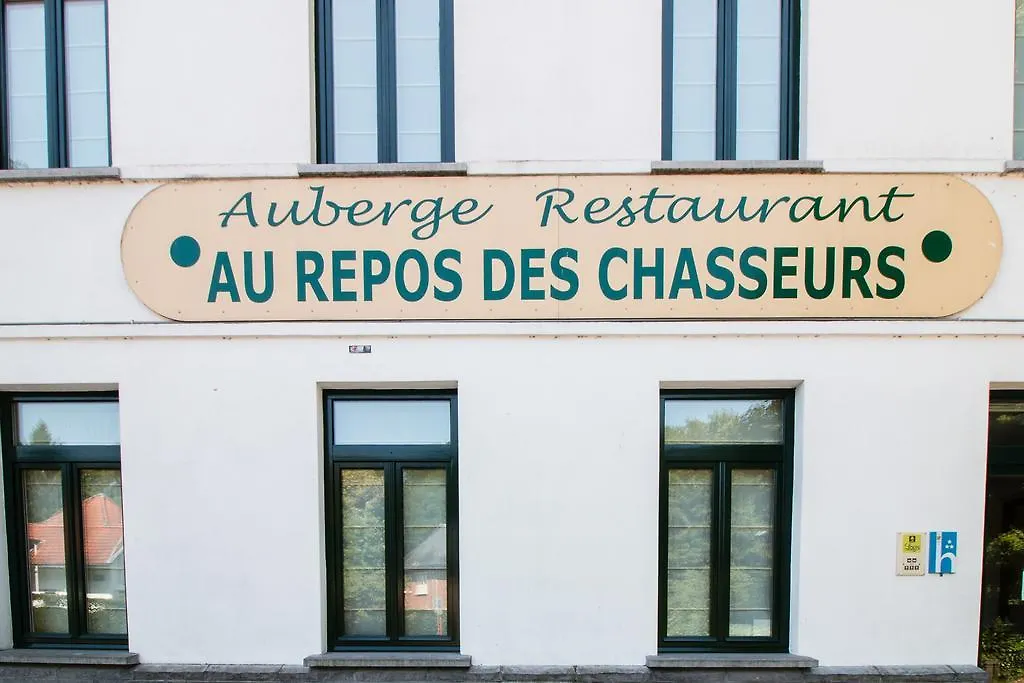 Auberge Restaurant
AU REPOS DES CHASSEURS
h